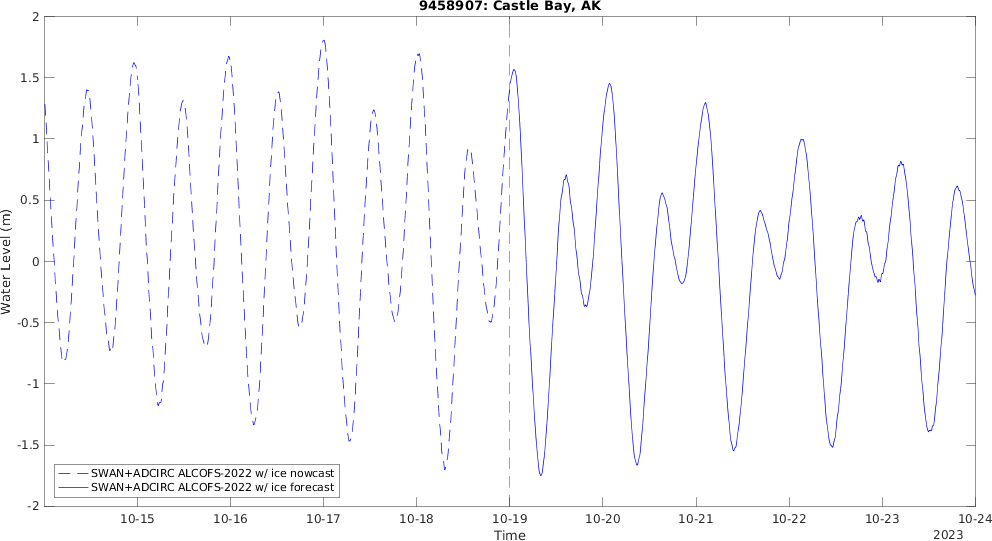 9458907: Castle Bay, AK
2
1.5
1
0.5
0
-0.5
-1
-1.5
-2
Water Level (m)
SWAN+ADCIRC ALCOFS-2022 w/ ice nowcast
SWAN+ADCIRC ALCOFS-2022 w/ ice forecast
10-15 10-16 10-17 10-18 10-19 10-20 10-21 10-22 10-23 10-24
Time
2023